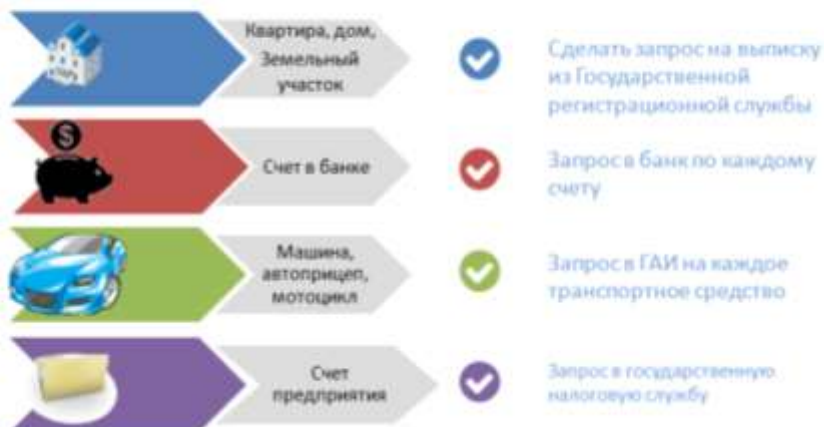 Квартира, дом,
Земельный
участок
Сделать запрос на выписку
из Государственной
регистрационной службы
$
Счет в банке
Запрос в банк по каждому
счету
Машина,
автоприцеп,
мотоцикл
Запрос в ГАИ на каждое
транспортное средство
Счет
предприятия
Запрос в государственную
налоговую службу